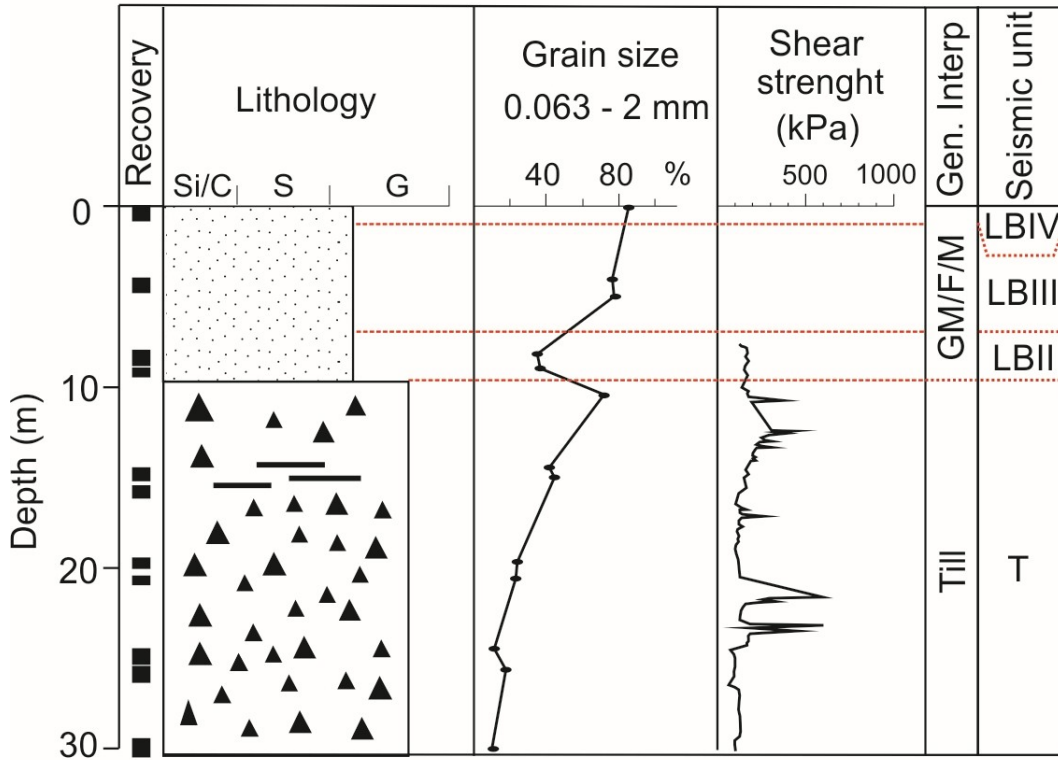 Recovery
Lithology
Si/C S G
Grain size
0.063 - 2 mm
40 80 %
Shear
strenght
(kPa)
500 1000
Gen. Interp
Seismic unit
Depth (m)
0
10
20
30
GM/F/M
Till
LBIV
LBIII
LBII
T